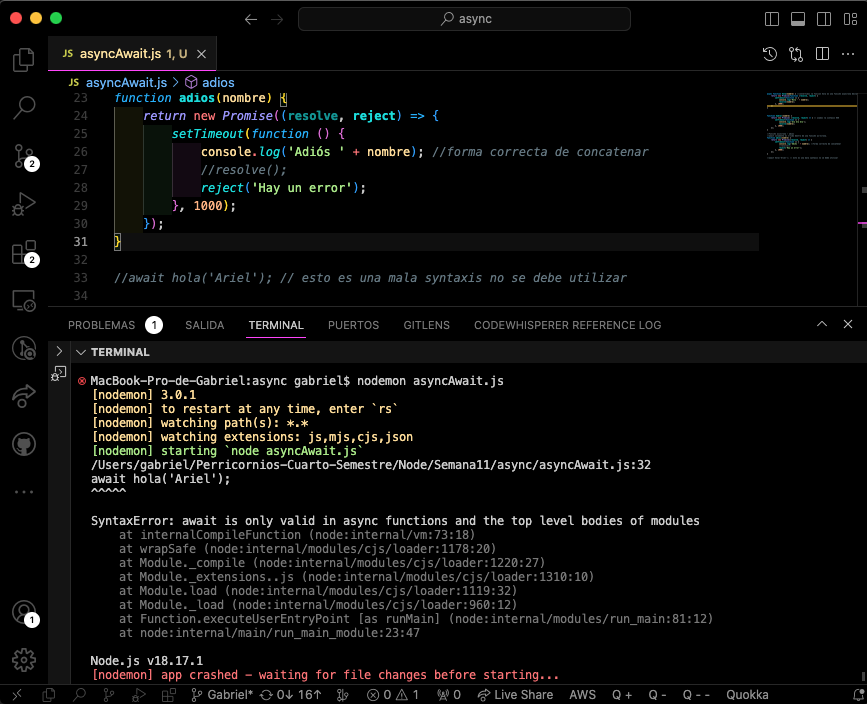 async
JS asyncAwait.js 1, U
JS asyncAwait.js > adios
23 function adios(nombre) {
24 return new Promise((resolve, reject) => {
25 setTimeout(function () {
26 console.log('Adiós ' + nombre); //forma correcta de concatenar
27 //resolve();
28 reject('Hay un error');
29 }, 1000);
30 });
31 }
32
33 //await hola('Ariel'); // esto es una mala syntaxis no se debe utilizar
34
2
2
1
PROBLEMAS 1 SALIDA TERMINAL PUERTOS GITLENS CODEWHISPERER REFERENCE LOG
TERMINAL
MacBook-Pro-de-Gabriel:async gabriel$ nodemon asyncAwait.js
[nodemon] 3.0.1
[nodemon] to restart at any time, enter `rs`
[nodemon] watching path(s): *.*
[nodemon] watching extensions: js,mjs,cjs,json
[nodemon] starting `node asyncAwait.js`
/Users/gabriel/Perricornios-Cuarto-Semestre/Node/Semana11/async/asyncAwait.js:32
await hola('Ariel');
^^^^^
SyntaxError: await is only valid in async functions and the top level bodies of modules
at internalCompileFunction (node:internal/vm:73:18)
at wrapSafe (node:internal/modules/cjs/loader:1178:20)
at Module._compile (node:internal/modules/cjs/loader:1220:27)
at Module._extensions..js (node:internal/modules/cjs/loader:1310:10)
at Module.load (node:internal/modules/cjs/loader:1119:32)
at Module._load (node:internal/modules/cjs/loader:960:12)
at Function.executeUserEntryPoint [as runMain] (node:internal/modules/run_main:81:12)
at node:internal/main/run_main_module:23:47
Node.js v18.17.1
[nodemon] app crashed - waiting for file changes before starting...
Gabriel* 0↓ 16↑ 0 1 0 Live Share AWS Q + Q - Q - - Quokka